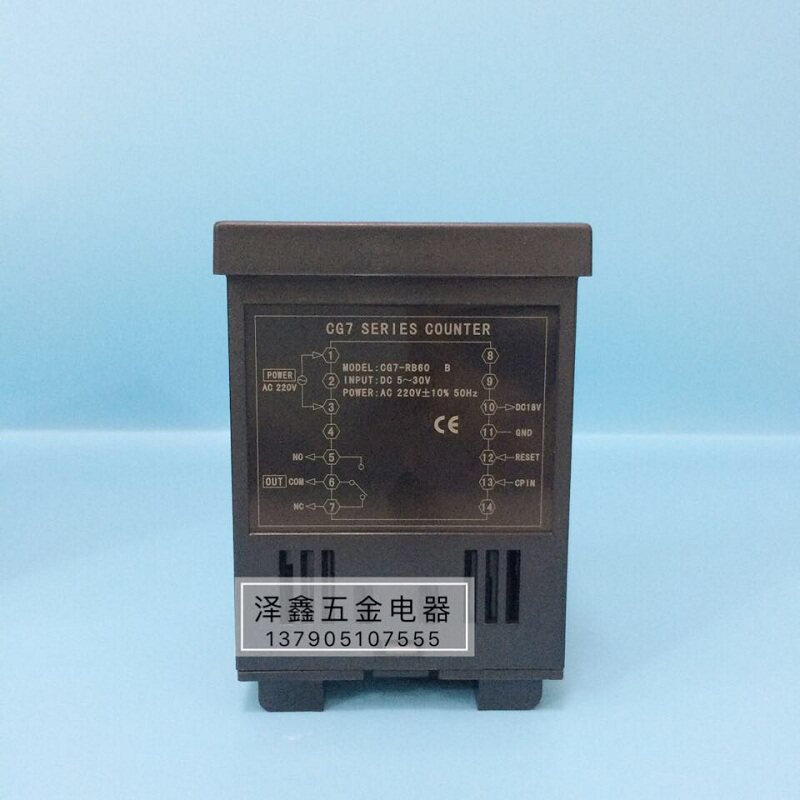 CG7 SERIES COUNTER
MODEL:CG7-RB60 B
INPUT:DC 5~30V
POWER:AC 220V±10% 50Hz
POWER
AC 220V
1
2
3
4
NO 5
OUT COM 6
NC 7
CE
8
9
10 DC18V
11 GND
12 RESET
13 CPIN
14
泽鑫五金电器
137905107555